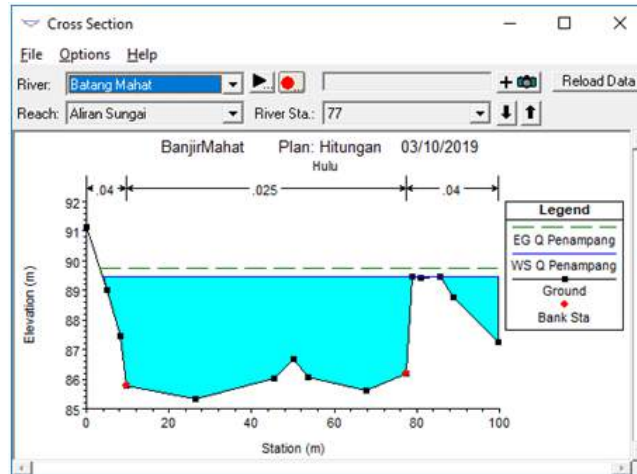 Cross Section
File Options Help
River: Batang Mahat Reload Data
Reach: Aliran Sungai River Sta.: 77
BanjirMahat Plan: Hitungan 03/10/2019
Hulu
.04 .025 .04
Legend
EG Q Penampang
WS Q Penampang
Ground
Bank Sta
Elevation (m)
92
91
90
89
88
87
86
85
0 20 40 60 80 100
Station (m)